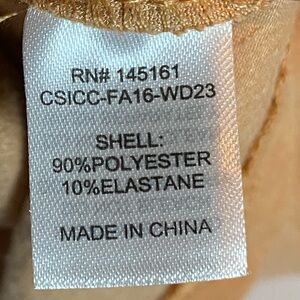 RN# 145161
CSICC-FA16-WD23
SHELL:
90%POLYESTER
10%ELASTANE
MADE IN CHINA